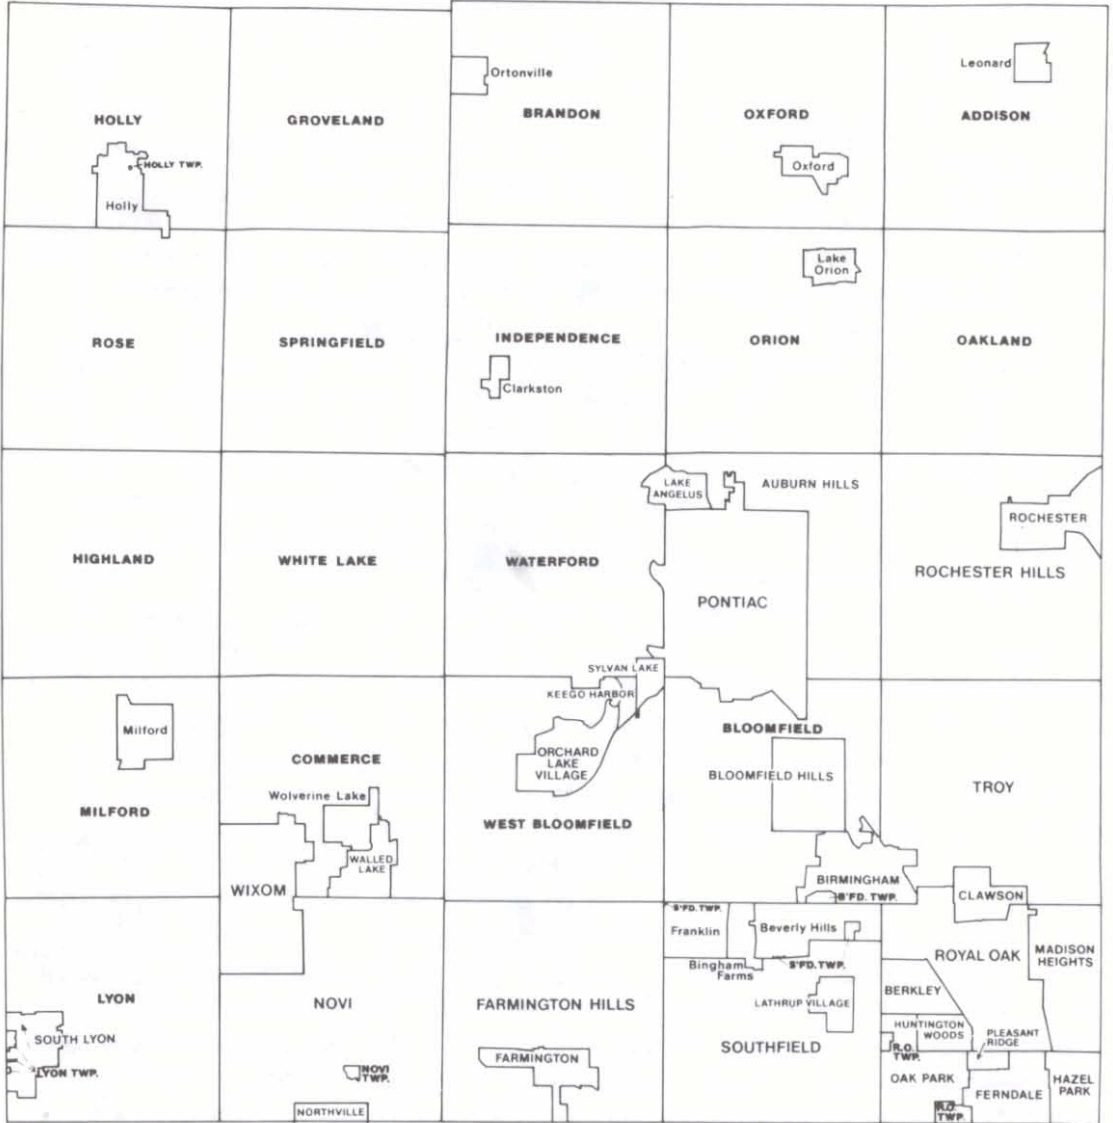 Ortonville
Leonard
HOLLY
GROVELAND
BRANDON
OXFORD
ADDISON
HOLLY TWP.
Oxford
Holly
Lake
Orion
ROSE
SPRINGFIELD
INDEPENDENCE
ORION
OAKLAND
Clarkston
LAKE
ANGELUS
AUBURN HILLS
ROCHESTER
HIGHLAND
WHITE LAKE
WATERFORD
ROCHESTER HILLS
PONTIAC
SYLVAN LAKE
KEEGO HARBOR
Milford
BLOOMFIELD
COMMERCE
ORCHARD
LAKE
VILLAGE
BLOOMFIELD HILLS
TROY
Wolverine Lake
MILFORD
WEST BLOOMFIELD
WALLED
LAKE
WIXOM
BIRMINGHAM
B'FD. TWP.
CLAWSON
S'FD. TWP.
Franklin
Beverly Hills
Bingham
Farms
S'FD. TWP.
ROYAL OAK
MADISON
HEIGHTS
LYON
NOVI
FARMINGTON HILLS
LATHRUP VILLAGE
BERKLEY
SOUTH LYON
HUNTINGTON
WOODS
PLEASANT
RIDGE
SOUTHFIELD
R.O.
TWP.
FARMINGTON
LYON TWP.
NOVI
TWP.
OAK PARK
HAZEL
PARK
FERNDALE
NORTHVILLE
R.O.
TWP.